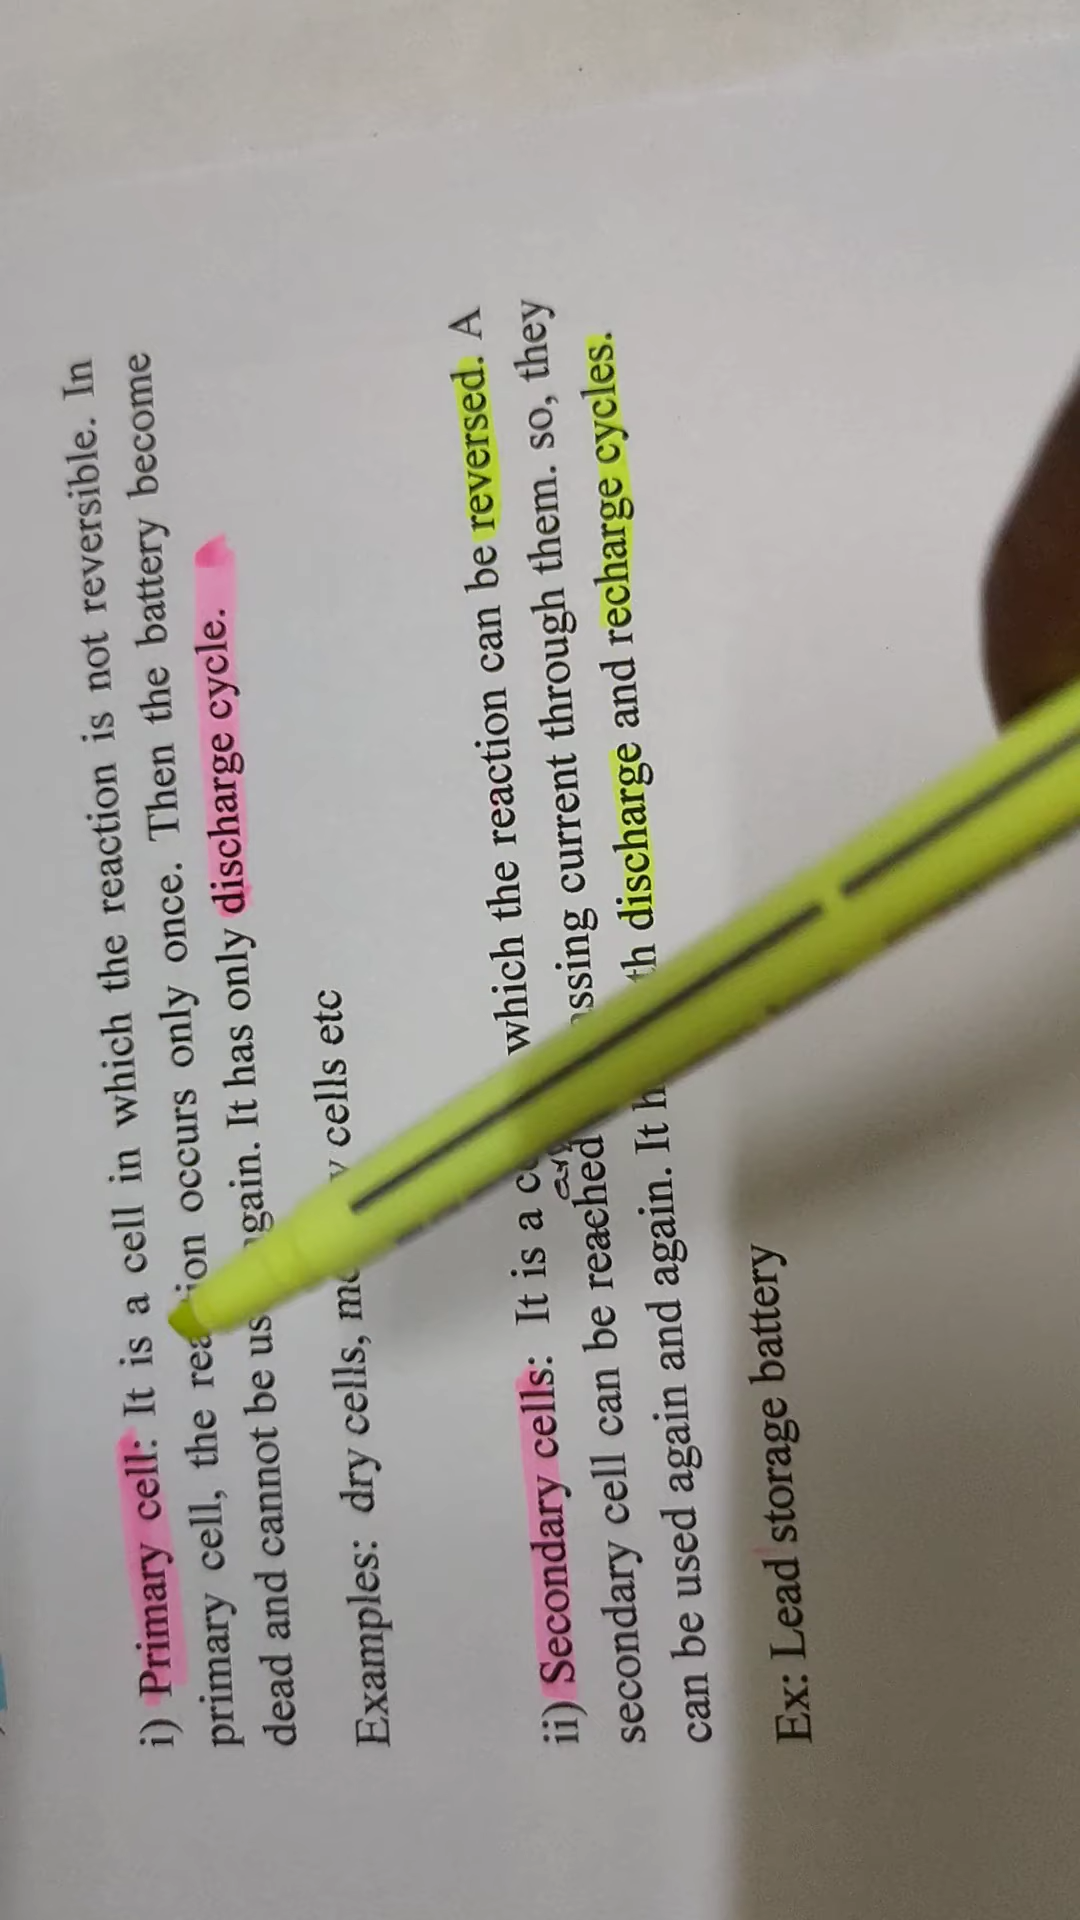 i) Primary cell: It is a cell in which the reaction is not reversible. In
primary cell, the reaction occurs only once. Then the battery become
dead and cannot be us again. It has only discharge cycle.
Examples: dry cells, cells etc
ii) Secondary cells: It is a which the reaction can be reversed. A
secondary cell can be reached current through them. so, they
can be used again and again. It discharge and recharge cycles.
Ex: Lead storage battery